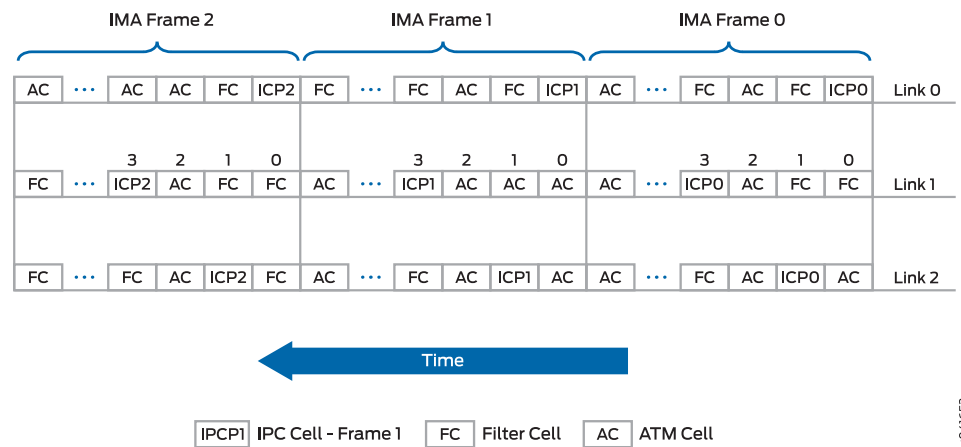 IMA Frame 2 IMA Frame 1 IMA Frame 0
AC ... AC AC FC ICP2 FC ... FC AC FC ICP1 AC ... FC AC FC ICP0 Link 0
3 2 1 0 3 2 1 0 3 2 1 0
FC ... ICP2 AC FC FC AC ... ICP1 AC AC AC AC ... ICP0 AC FC FC Link 1
FC ... FC AC ICP2 FC AC ... FC AC ICP1 AC AC ... FC AC ICP0 AC Link 2
Time
IPCP1 IPC Cell - Frame 1 FC Filter Cell AC ATM Cell